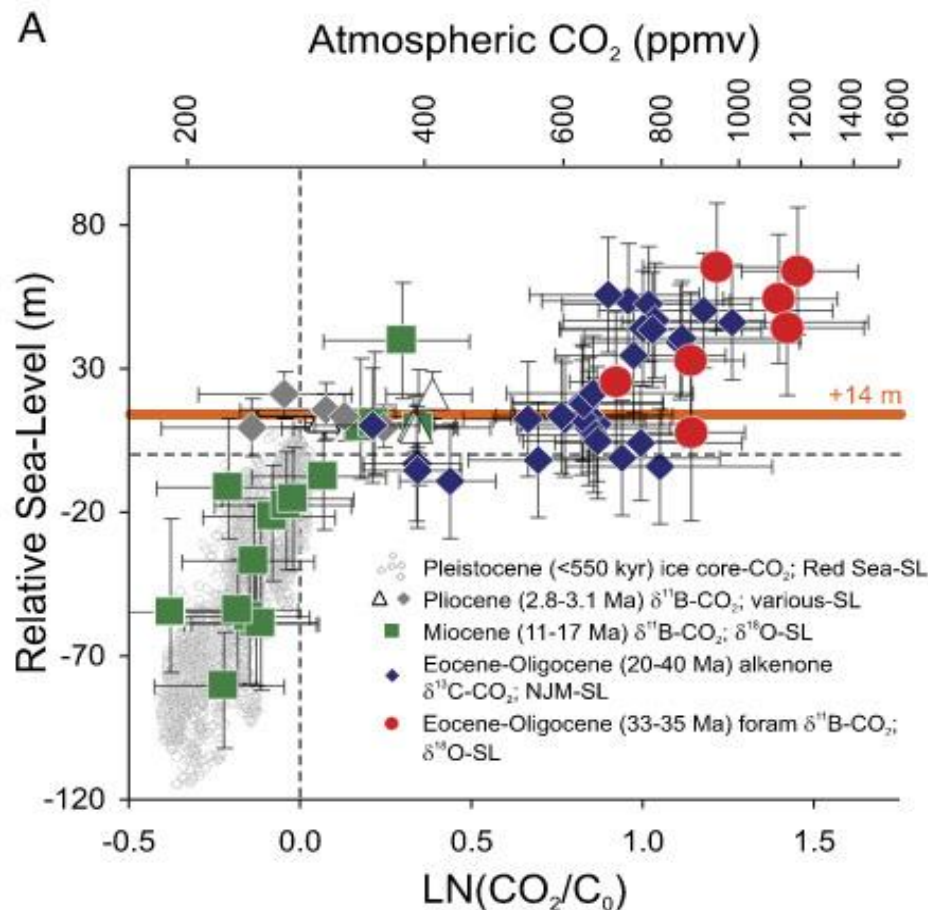 A
Atmospheric CO₂ (ppmv)
200 400 600 800 1000 1200 1400 1600
Relative Sea-Level (m)
80
30
-20
-70
-120
+14 m
Pleistocene (<550 kyr) ice core-CO₂; Red Sea-SL
Pliocene (2.8-3.1 Ma) δ¹¹B-CO₂; various-SL
Miocene (11-17 Ma) δ¹¹B-CO₂; δ¹⁸O-SL
Eocene-Oligocene (20-40 Ma) alkenone
δ¹³C-CO₂; NJM-SL
Eocene-Oligocene (33-35 Ma) foram δ¹¹B-CO₂;
δ¹⁸O-SL
-0.5 0.0 0.5 1.0 1.5
LN(CO₂/C₀)